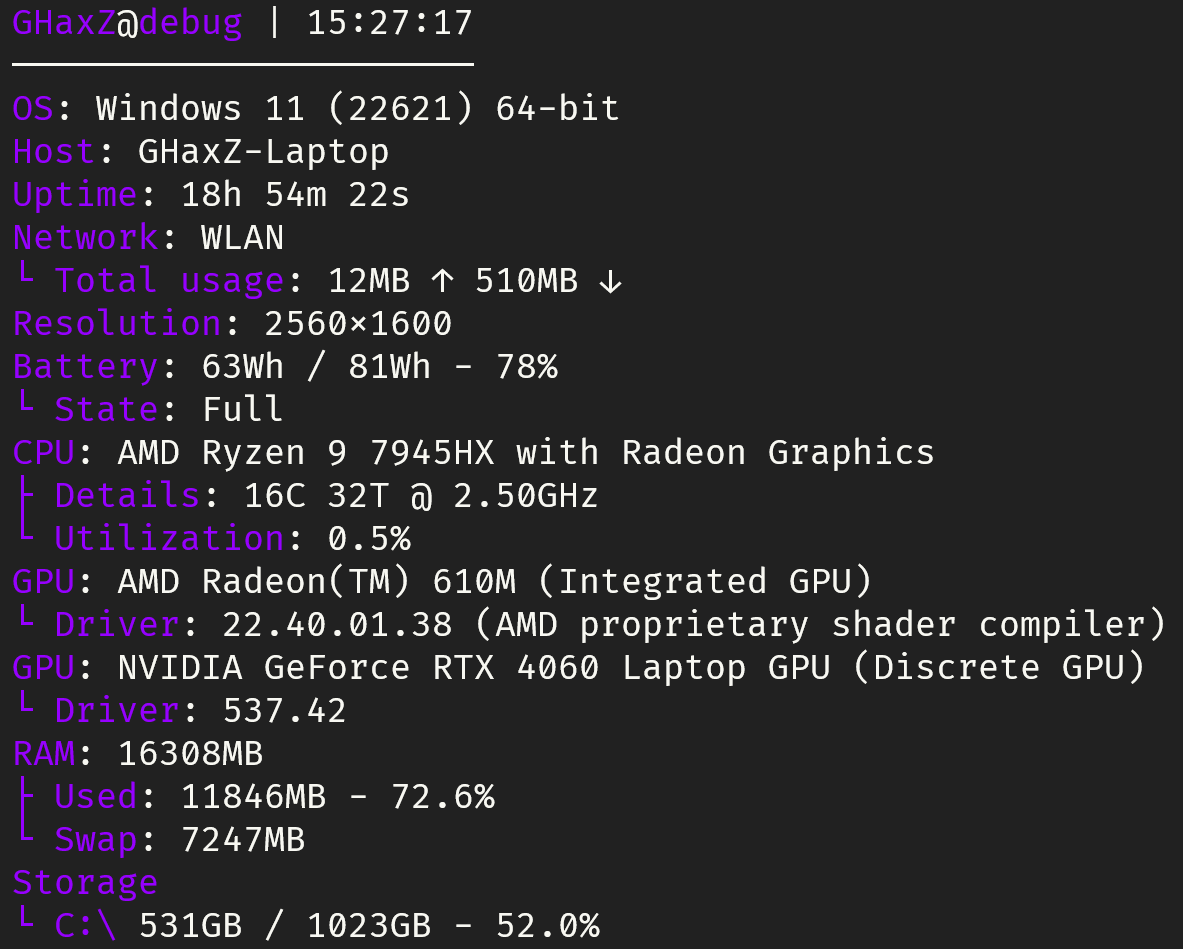 GHaxZ@debug | 15:27:17
OS: Windows 11 (22621) 64-bit
Host: GHaxZ-Laptop
Uptime: 18h 54m 22s
Network: WLAN
└ Total usage: 12MB ↑ 510MB ↓
Resolution: 2560×1600
Battery: 63Wh / 81Wh - 78%
└ State: Full
CPU: AMD Ryzen 9 7945HX with Radeon Graphics
├ Details: 16C 32T @ 2.50GHz
└ Utilization: 0.5%
GPU: AMD Radeon(TM) 610M (Integrated GPU)
└ Driver: 22.40.01.38 (AMD proprietary shader compiler)
GPU: NVIDIA GeForce RTX 4060 Laptop GPU (Discrete GPU)
└ Driver: 537.42
RAM: 16308MB
├ Used: 11846MB - 72.6%
└ Swap: 7247MB
Storage
└ C:\ 531GB / 1023GB - 52.0%